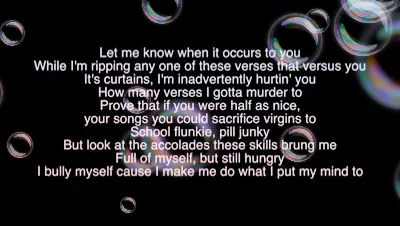 Let me know when it occurs to you
While I'm ripping any one of these verses that versus you
It's curtains, I'm inadvertently hurtin' you
How many verses I gotta murder to
Prove that if you were half as nice,
your songs you could sacrifice virgins to
School flunkie, pill junky
But look at the accolades these skills brung me
Full of myself, but still hungry
I bully myself cause I make me do what I put my mind to